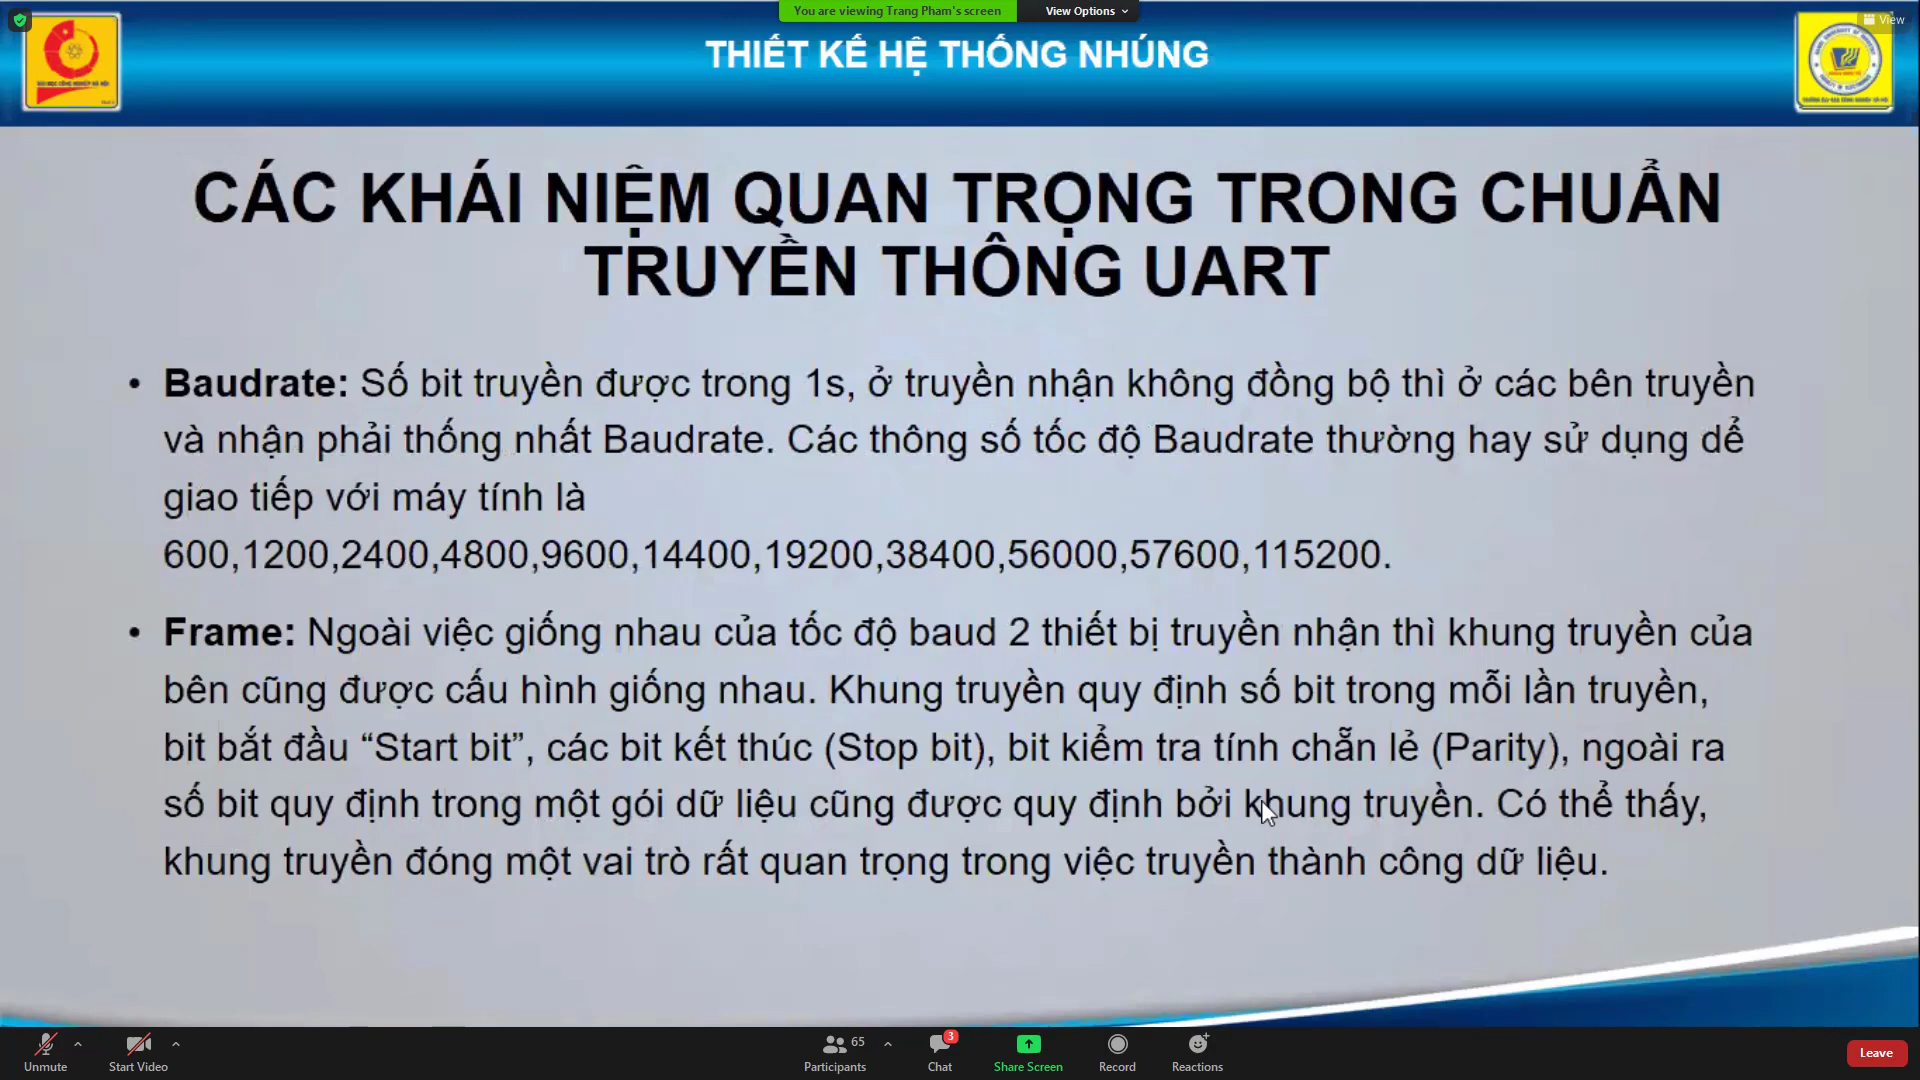 You are viewing Trang Pham's screen
View Options
View
THIẾT KẾ HỆ THỐNG NHÚNG
CÁC KHÁI NIỆM QUAN TRỌNG TRONG CHUẨN
TRUYỀN THÔNG UART
• Baudrate: Số bit truyền được trong 1s, ở truyền nhận không đồng bộ thì ở các bên truyền
và nhận phải thống nhất Baudrate. Các thông số tốc độ Baudrate thường hay sử dụng dể
giao tiếp với máy tính là
600,1200,2400,4800,9600,14400,19200,38400,56000,57600,115200.
• Frame: Ngoài việc giống nhau của tốc độ baud 2 thiết bị truyền nhận thì khung truyền của
bên cũng được cấu hình giống nhau. Khung truyền quy định số bit trong mỗi lần truyền,
bit bắt đầu “Start bit”, các bit kết thúc (Stop bit), bit kiểm tra tính chẵn lẻ (Parity), ngoài ra
số bit quy định trong một gói dữ liệu cũng được quy định bởi khung truyền. Có thể thấy,
khung truyền đóng một vai trò rất quan trọng trong việc truyền thành công dữ liệu.
Unmute
Start Video
65
Participants
3
Chat
Share Screen
Record
Reactions
Leave